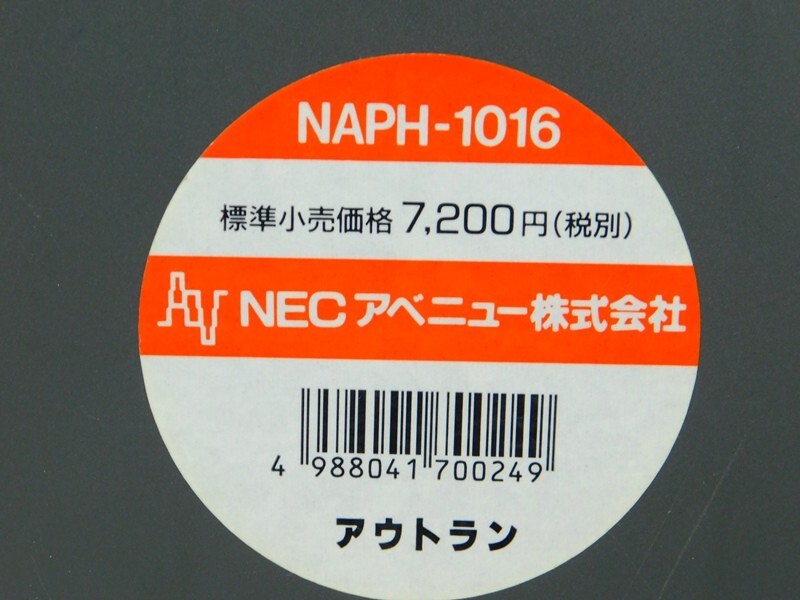 NAPH-1016
標準小売価格 7,200円(税別)
NECアベニュー株式会社
4 988041 700249
アウトラン